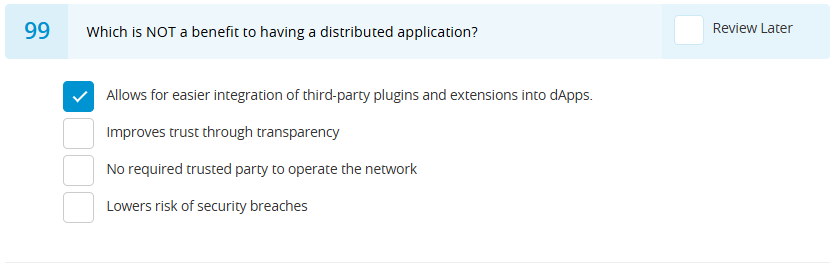 99
Which is NOT a benefit to having a distributed application?
Review Later
Allows for easier integration of third-party plugins and extensions into dApps.
Improves trust through transparency
No required trusted party to operate the network
Lowers risk of security breaches